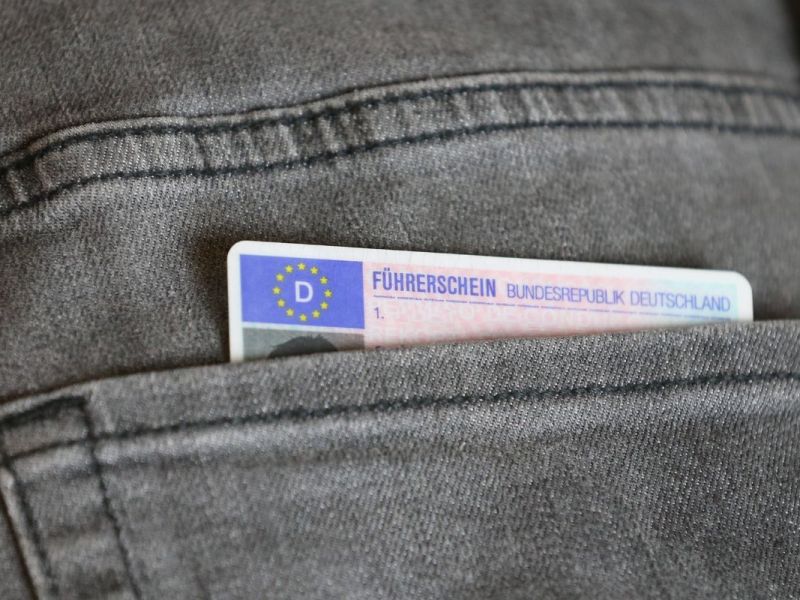 D
FÜHRERSCHEIN BUNDESREPUBLIK DEUTSCHLAND
1.